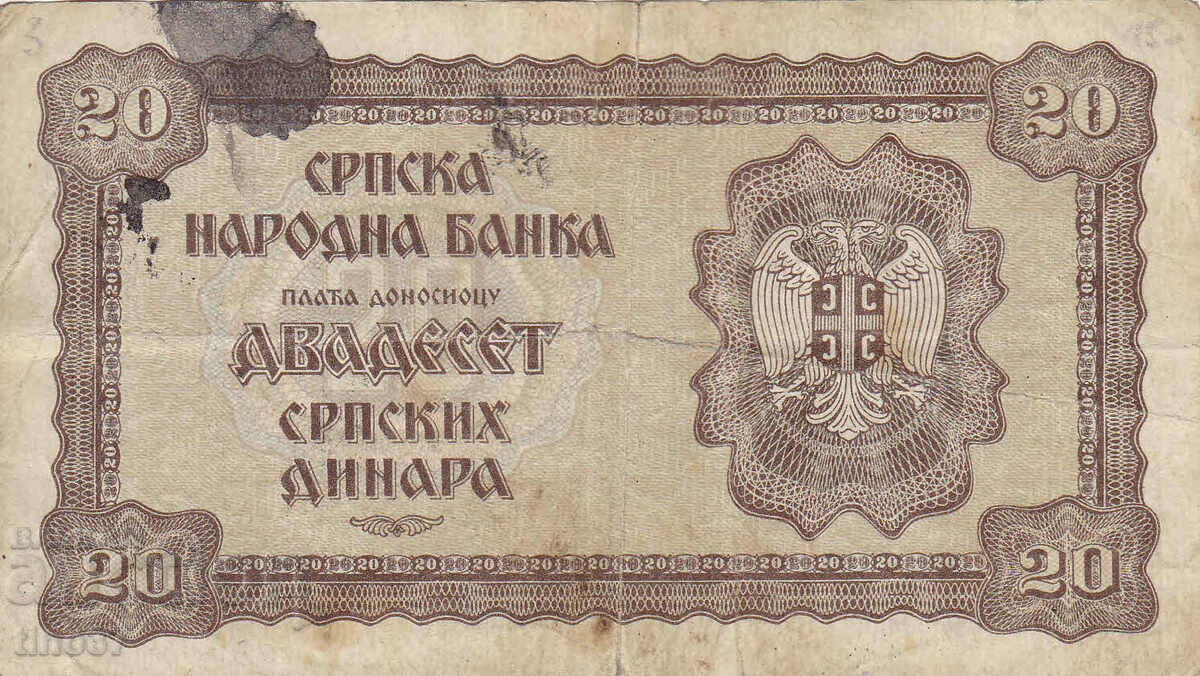 20 20
СРПСКА
НАРОДНА БАНКА
ПЛАЋА ДОНОСИОЦУ
ДВАДЕСЕТ
СРПСКИХ
ДИНАРА
20 20